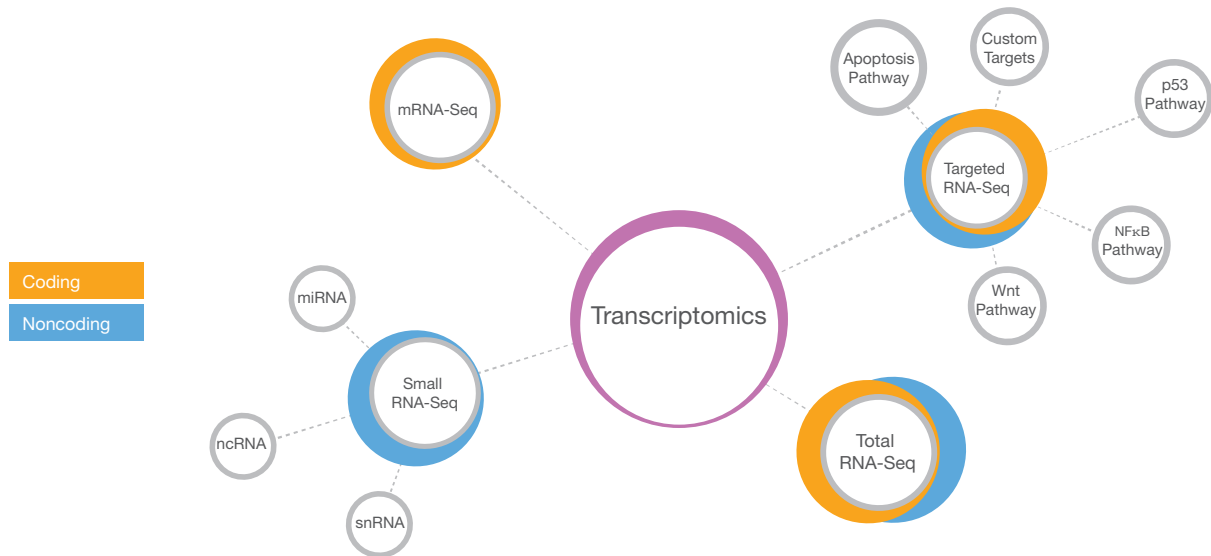 Coding
Noncoding
mRNA-Seq
Transcriptomics
Apoptosis
Pathway
Custom
Targets
p53
Pathway
Targeted
RNA-Seq
NFκB
Pathway
Wnt
Pathway
miRNA
Small
RNA-Seq
ncRNA
snRNA
Total
RNA-Seq